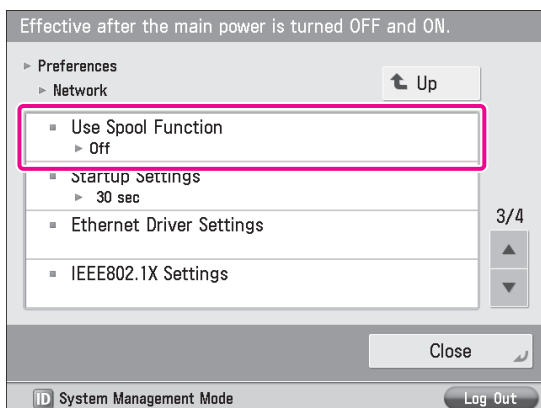 Effective after the main power is turned OFF and ON.
Preferences
Network
Up
Use Spool Function
Off
Startup Settings
30 sec
Ethernet Driver Settings
IEEE802.1X Settings
3/4
Close
ID System Management Mode
Log Out